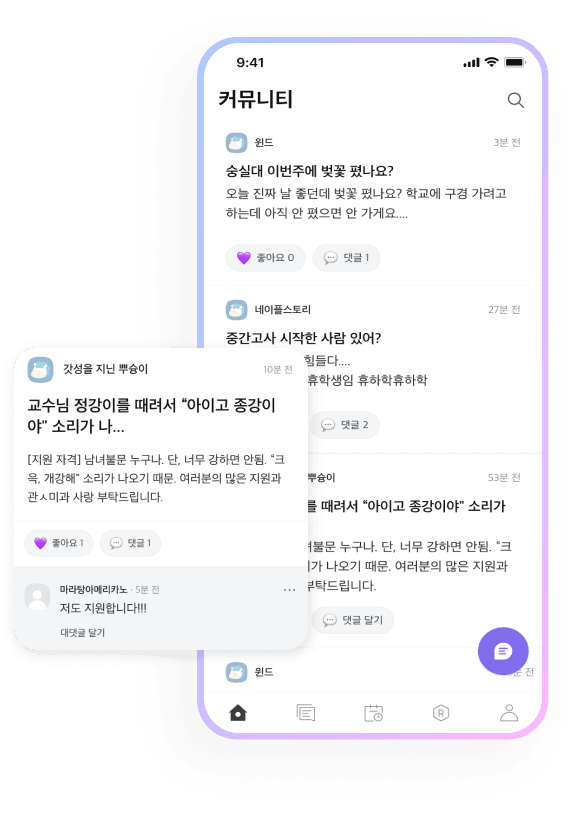 9:41
커뮤니티
윈드
3분 전
숭실대 이번주에 벚꽃 폈나요?
오늘 진짜 날 좋던데 벚꽃 폈나요? 학교에 구경 가려고
하는데 아직 안 폈으면 안 가게요....
좋아요 0
댓글 1
네이플스토리
27분 전
중간고사 시작한 사람 있어?
힘들다....
휴학생임 휴하학휴하학
댓글 2
갓성을 지닌 뿌슝이
10분 전
교수님 정강이를 때려서 “아이고 종강이
야" 소리가 나...
[지원 자격] 남녀불문 누구나. 단, 너무 강하면 안됨. “크
윽, 개강해" 소리가 나오기 때문. 여러분의 많은 지원과
관ㅅ미과 사랑 부탁드립니다.
좋아요 1
댓글 1
마라탕아메리카노 · 5분 전
저도 지원합니다!!!
대댓글 달기
뿌슝이
53분 전
를 때려서 “아이고 종강이야" 소리가
불문 누구나. 단, 너무 강하면 안됨. “크
가 나오기 때문. 여러분의 많은 지원과
부탁드립니다.
댓글 달기
윈드
분 전
R